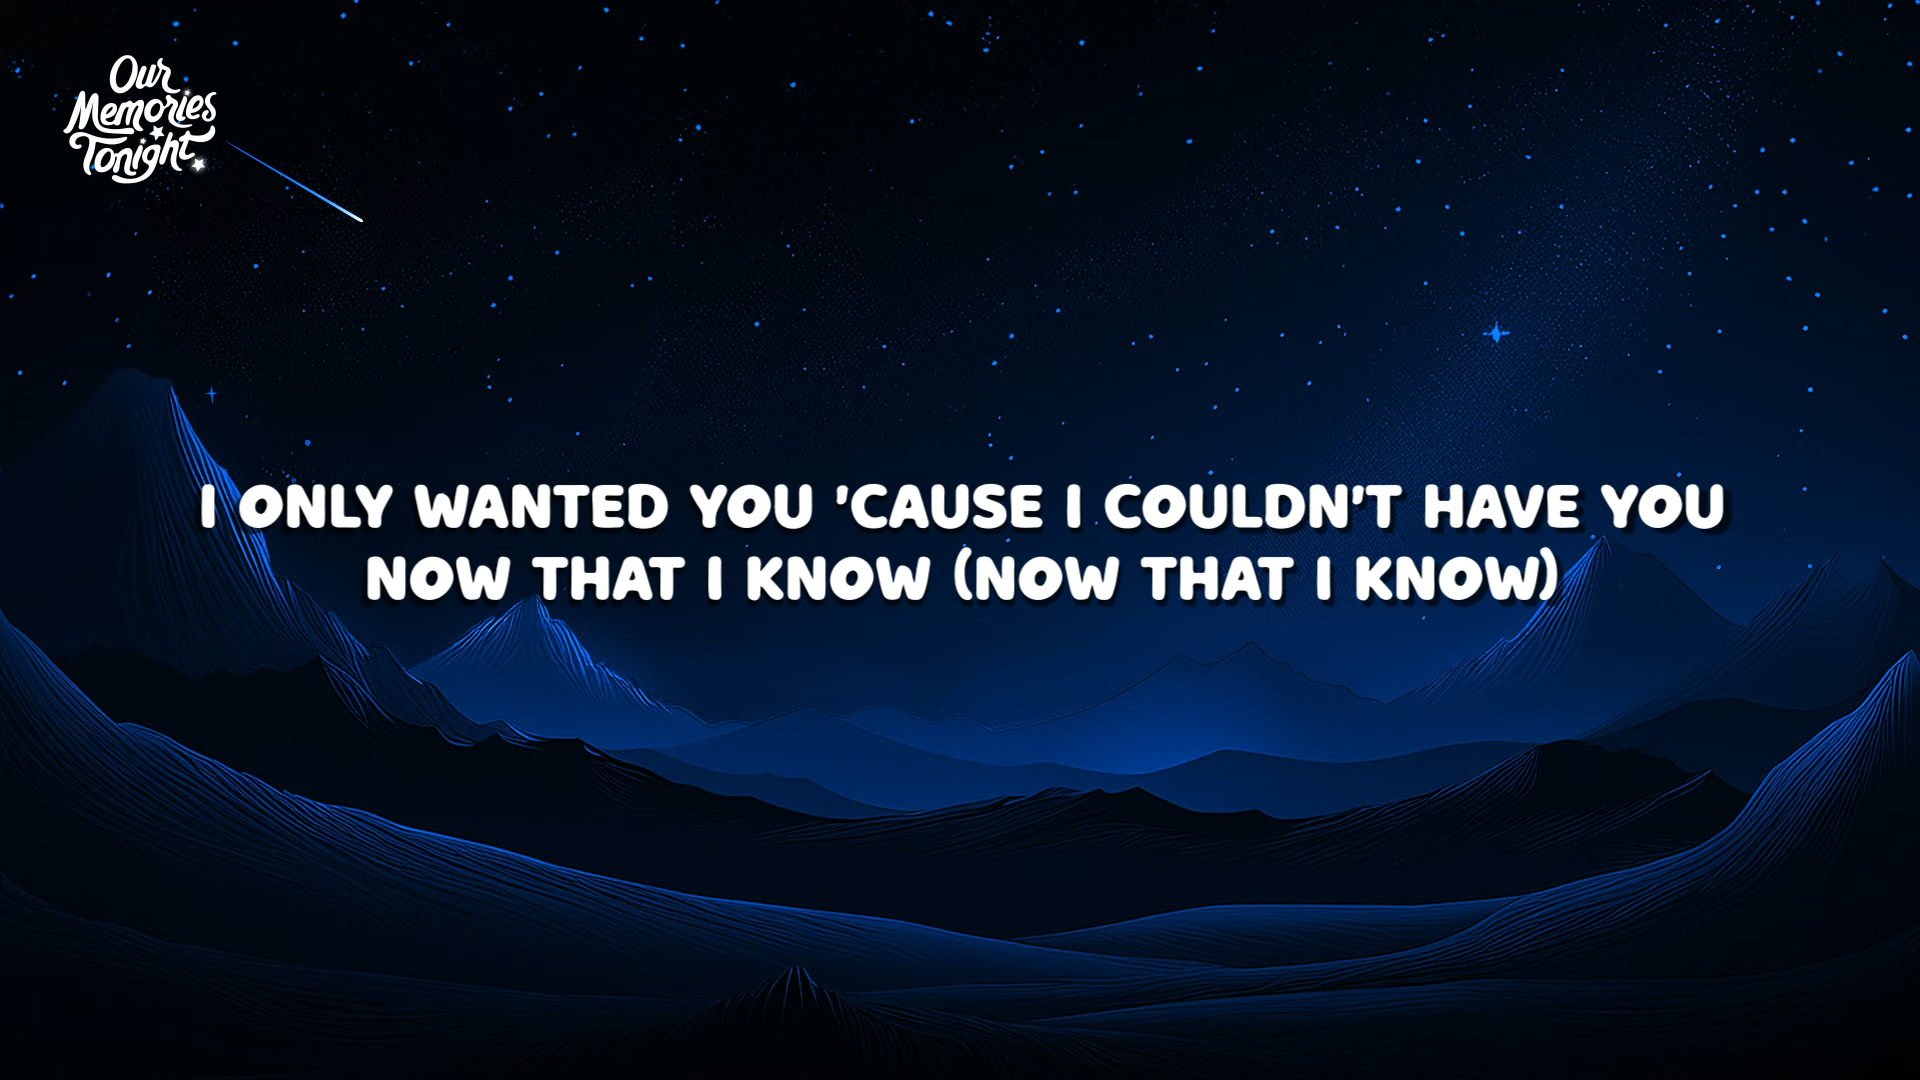 Our
Memories
Tonight
I ONLY WANTED YOU 'CAUSE I COULDN'T HAVE YOU
NOW THAT I KNOW (NOW THAT I KNOW)